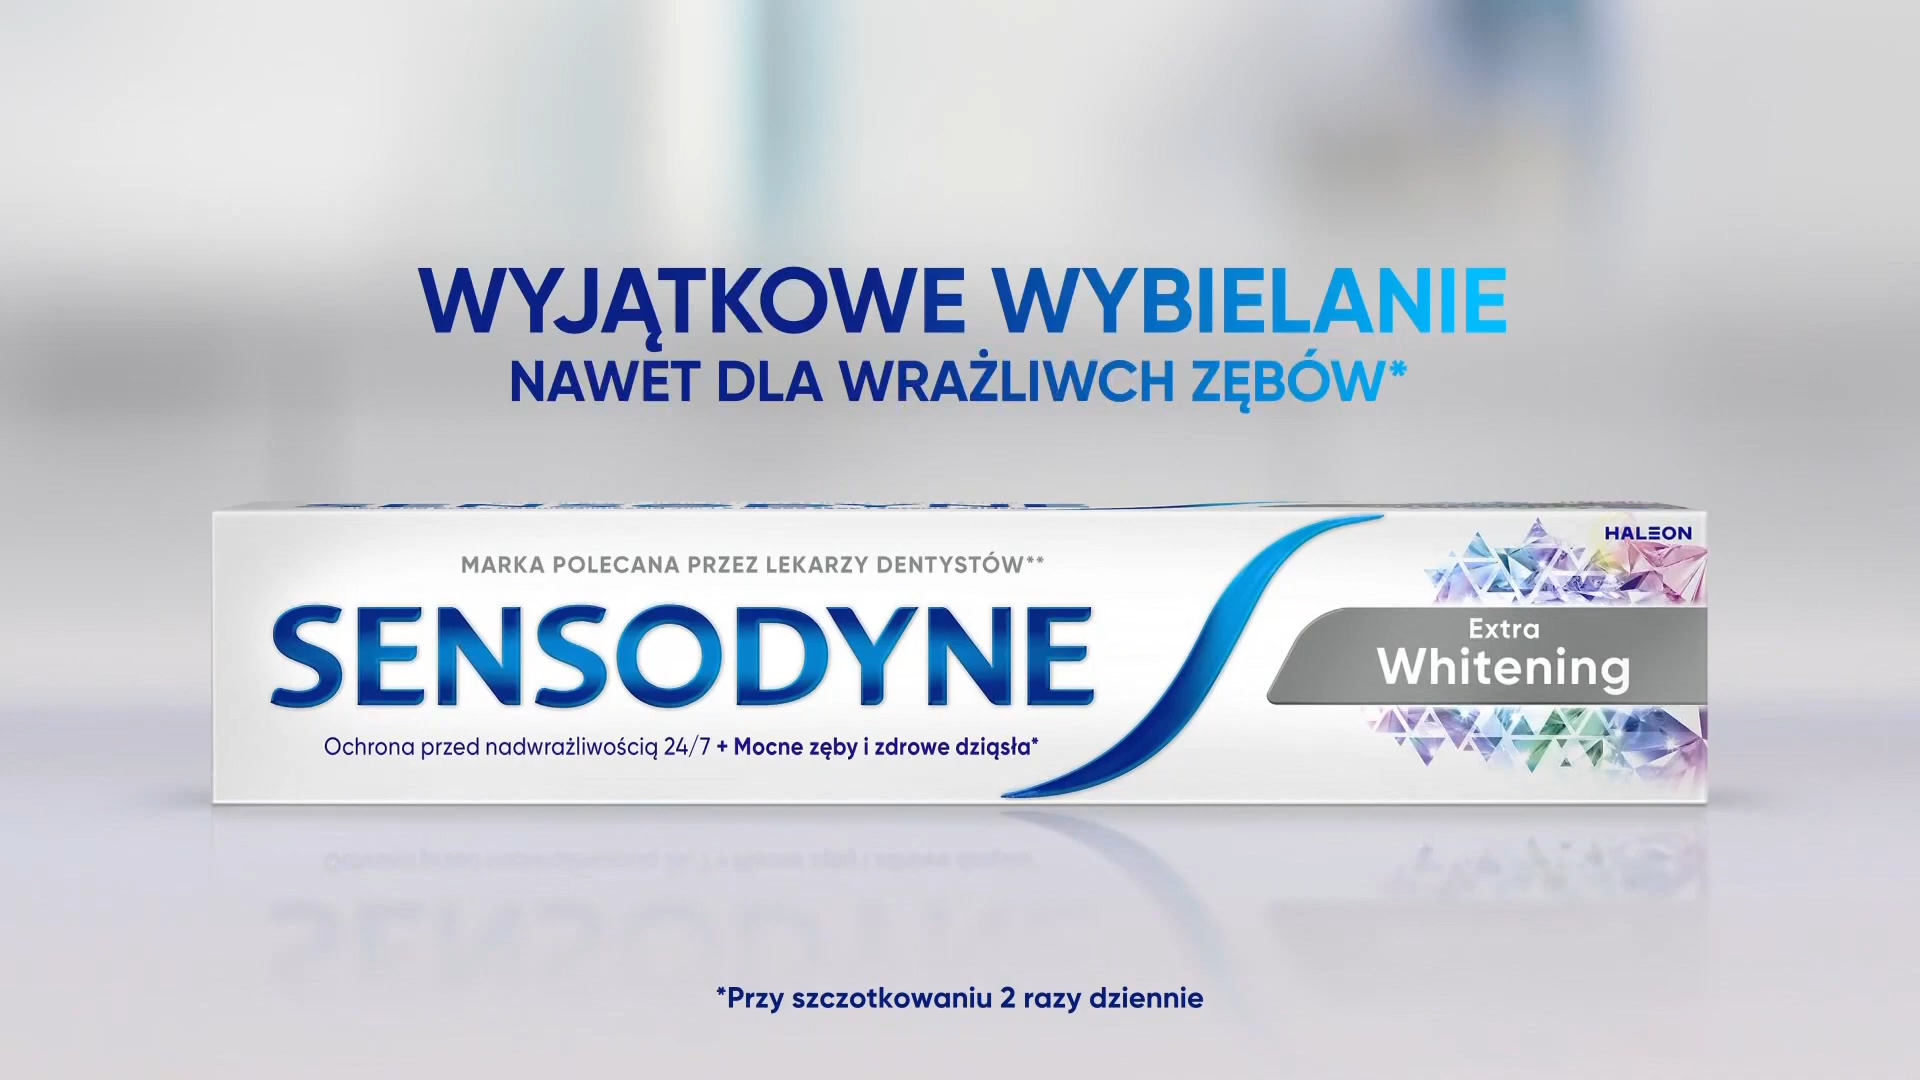 WYJĄTKOWE WYBIELANIE
NAWET DLA WRAŻLIWCH ZĘBÓW*
HALEON
MARKA POLECANA PRZEZ LEKARZY DENTYSTÓW**
SENSODYNE
Extra
Whitening
Ochrona przed nadwrażliwością 24/7 + Mocne zęby i zdrowe dziąsła*
*Przy szczotkowaniu 2 razy dziennie